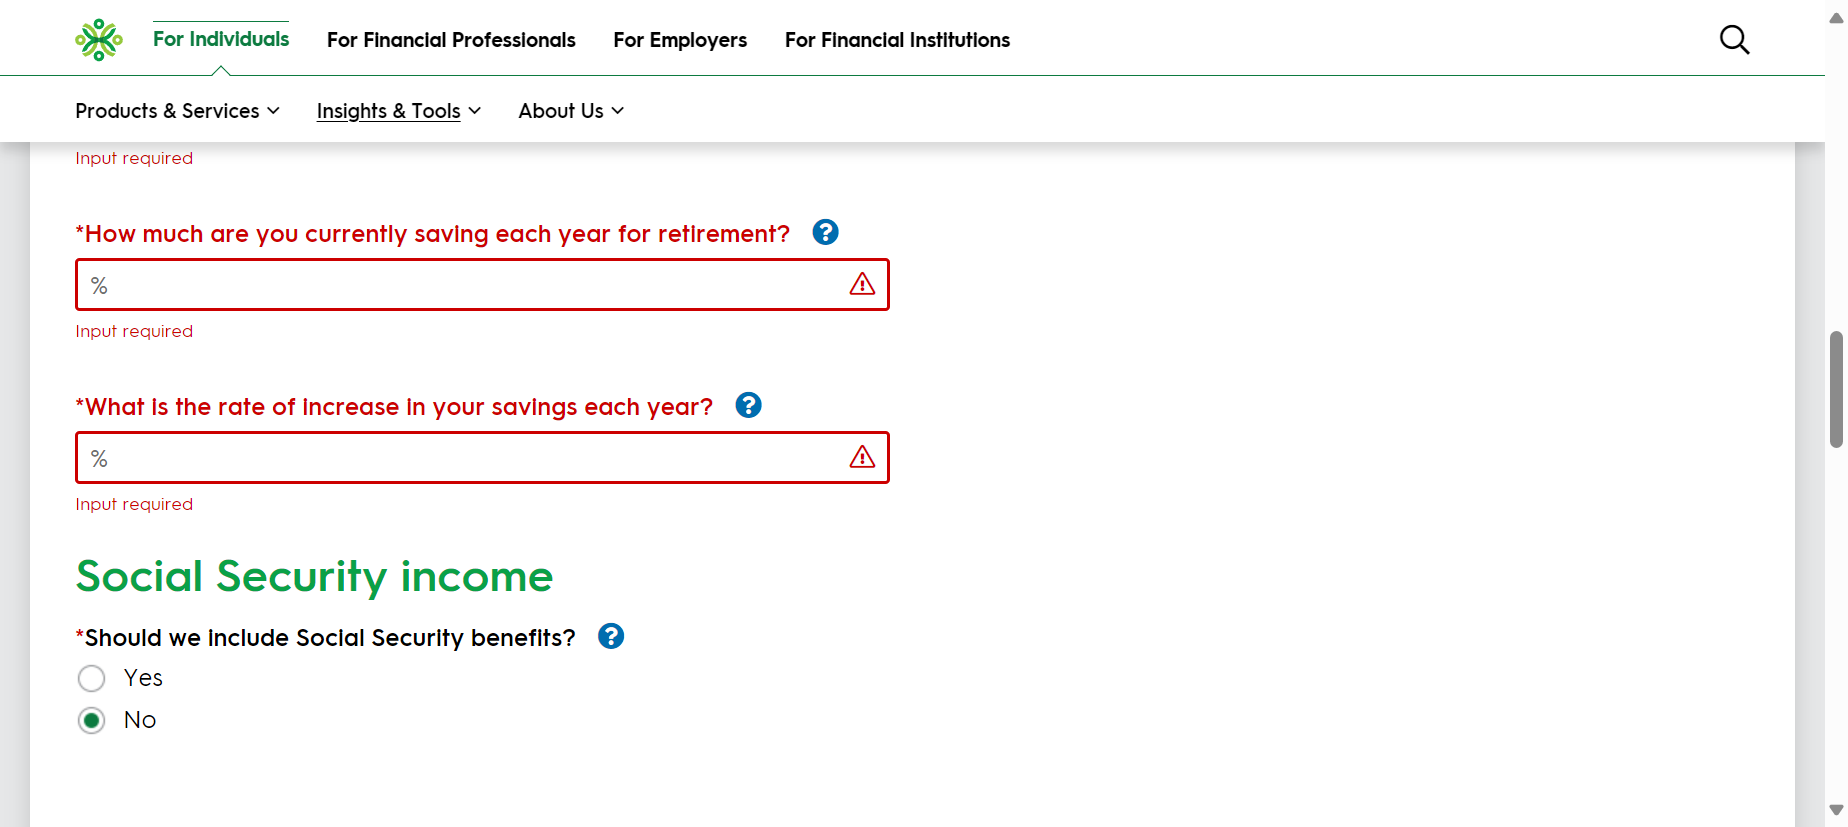 For Individuals For Financial Professionals For Employers For Financial Institutions
Products & Services Insights & Tools About Us
Input required
*How much are you currently saving each year for retirement? ?
%
Input required
*What is the rate of increase in your savings each year? ?
%
Input required
Social Security income
*Should we include Social Security benefits? ?
Yes
No